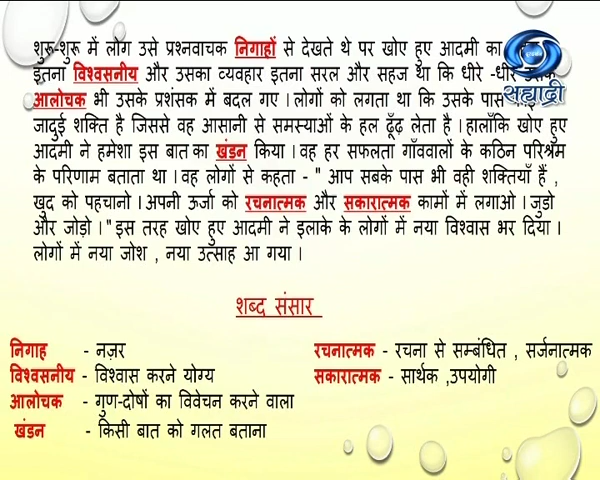 शुरू-शुरू में लोग उसे प्रश्नवाचक निगाहों से देखते थे पर खोए हुए आदमी का
इतना विश्वसनीय और उसका व्यवहार इतना सरल और सहज था कि धीरे -धीरे उसके
आलोचक भी उसके प्रशंसक में बदल गए । लोगों को लगता था कि उसके पास
जादुई शक्ति है जिससे वह आसानी से समस्याओं के हल ढूँढ़ लेता है । हालाँकि खोए हुए
आदमी ने हमेशा इस बात का खंडन किया । वह हर सफलता गाँववालों के कठिन परिश्रम
के परिणाम बताता था । वह लोगों से कहता - " आप सबके पास भी वही शक्तियाँ हैं ,
खुद को पहचानो । अपनी ऊर्जा को रचनात्मक और सकारात्मक कामों में लगाओ । जुड़ो
और जोड़ो । " इस तरह खोए हुए आदमी ने इलाके के लोगों में नया विश्वास भर दिया ।
लोगों में नया जोश , नया उत्साह आ गया ।
सह्याद्री
शब्द संसार
निगाह - नज़र
विश्वसनीय - विश्वास करने योग्य
आलोचक - गुण-दोषों का विवेचन करने वाला
खंडन - किसी बात को गलत बताना
रचनात्मक - रचना से सम्बंधित , सर्जनात्मक
सकारात्मक - सार्थक ,उपयोगी